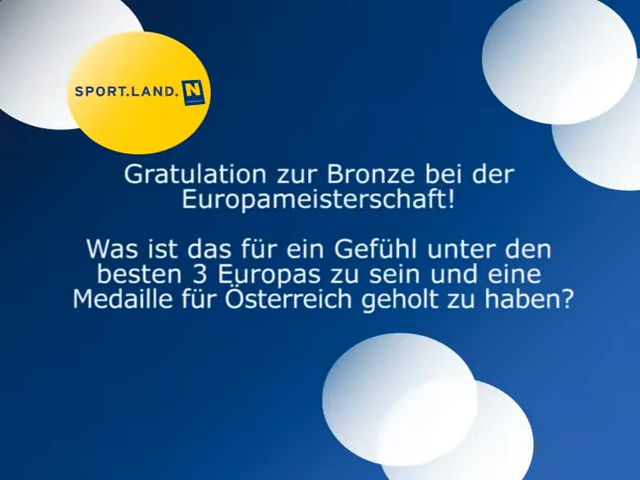 SPORT.LAND. N
Gratulation zur Bronze bei der
Europameisterschaft!
Was ist das für ein Gefühl unter den
besten 3 Europas zu sein und eine
Medaille für Österreich geholt zu haben?